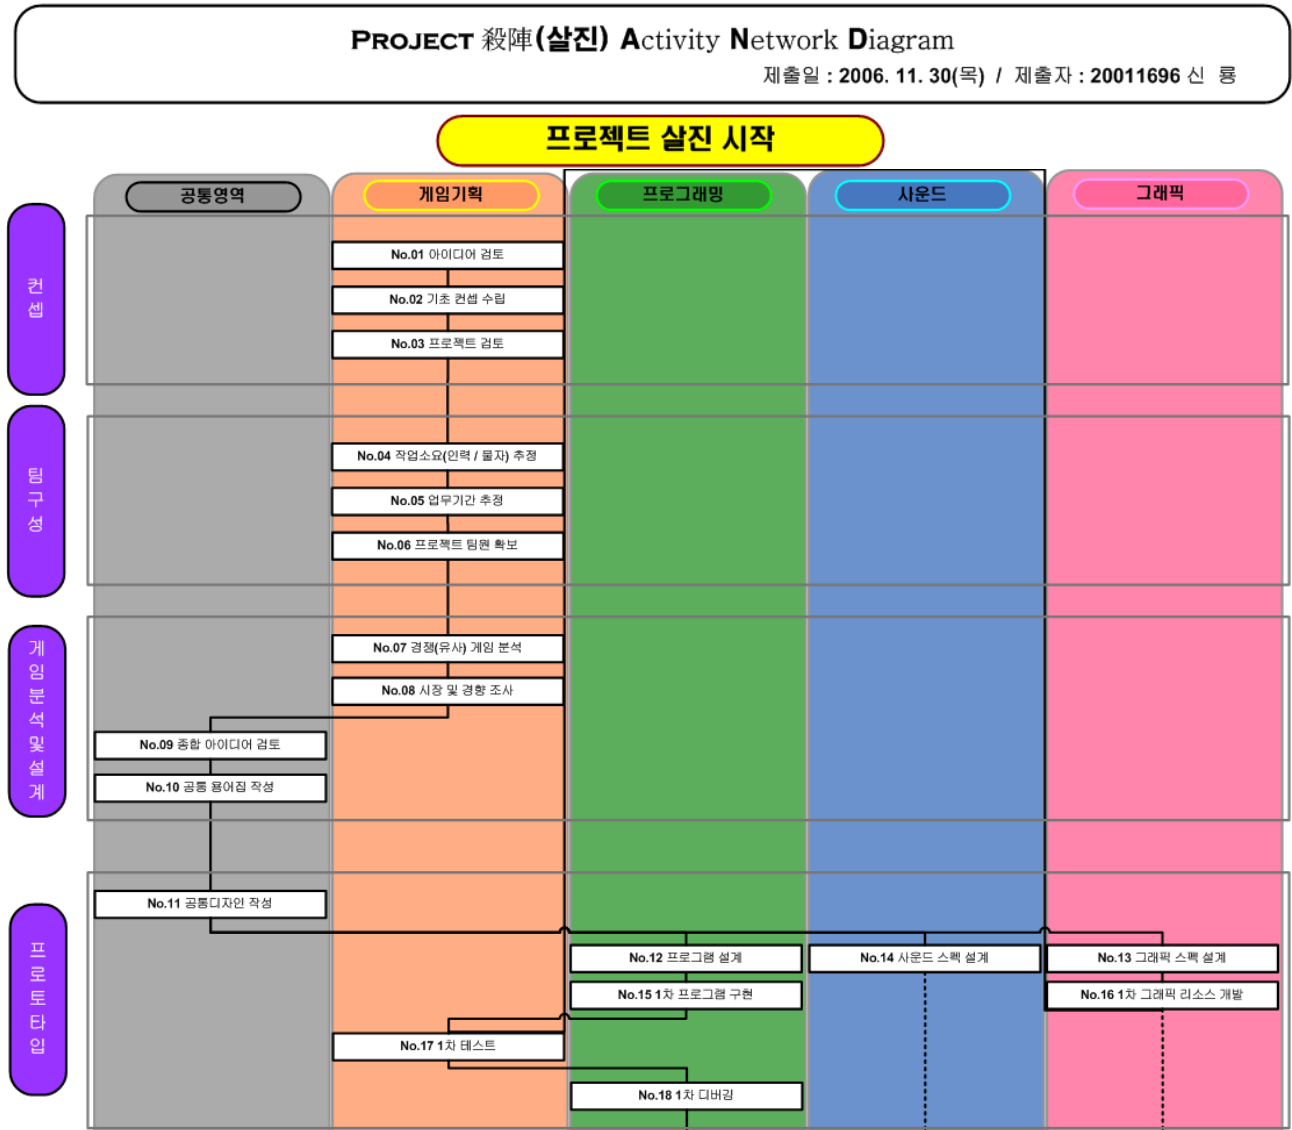 PROJECT 殺陣(살진) Activity Network Diagram
제출일 : 2006. 11. 30(목) / 제출자 : 20011696 신 룡
프로젝트 살진 시작
공통영역
게임기획
프로그래밍
사운드
그래픽
컨셉
No.01 아이디어 검토
No.02 기초 컨셉 수립
No.03 프로젝트 검토
팀구성
No.04 작업소요(인력 / 물자) 추정
No.05 업무기간 추정
No.06 프로젝트 팀원 확보
게임분석및설계
No.07 경쟁(유사) 게임 분석
No.08 시장 및 경향 조사
No.09 종합 아이디어 검토
No.10 공통 용어집 작성
프로토타입
No.11 공통디자인 작성
No.12 프로그램 설계
No.14 사운드 스펙 설계
No.13 그래픽 스펙 설계
No.15 1차 프로그램 구현
No.16 1차 그래픽 리소스 개발
No.17 1차 테스트
No.18 1차 디버깅